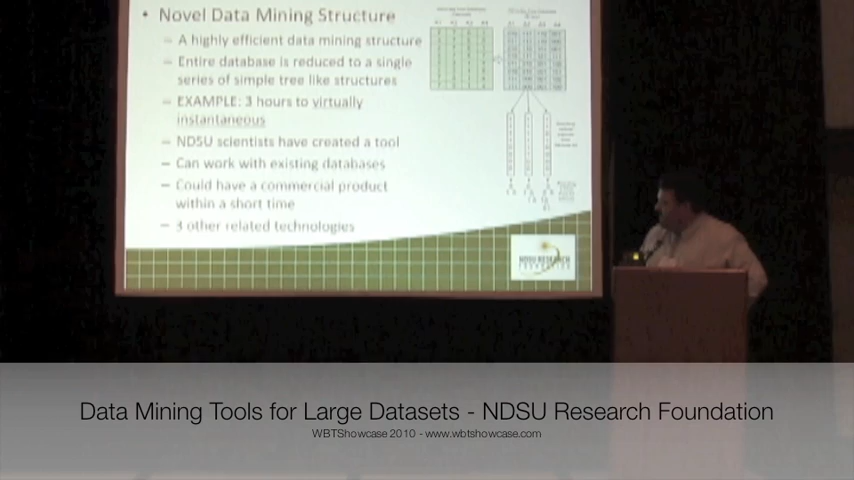 • Novel Data Mining Structure
– A highly efficient data mining structure
– Entire database is reduced to a single
series of simple tree like structures
– EXAMPLE: 3 hours to virtually
instantaneous
– NDSU scientists have created a tool
– Can work with existing databases
– Could have a commercial product
within a short time
– 3 other related technologies
NDSU RESEARCH
FOUNDATION
Data Mining Tools for Large Datasets - NDSU Research Foundation
WBTShowcase 2010 - www.wbtshowcase.com